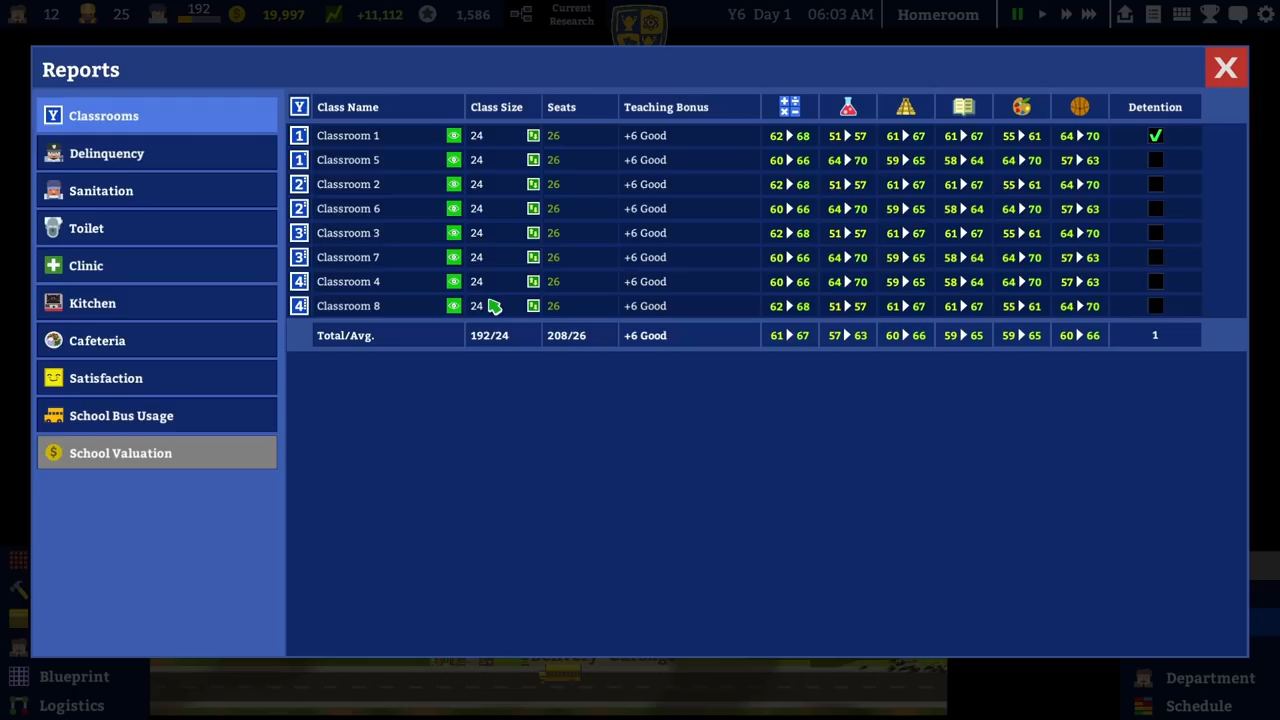 12 25 192 19,997 +11,112 1,586 Current Research Y6 Day 1 06:03 AM Homeroom
Reports X
Classrooms
Delinquency
Sanitation
Toilet
Clinic
Kitchen
Cafeteria
Satisfaction
School Bus Usage
School Valuation
Y Class Name Class Size Seats Teaching Bonus Detention
1 Classroom 1 24 26 +6 Good 62 57 51 57 61 67 61 67 55 61 64 70
1 Classroom 5 24 26 +6 Good 60 66 64 70 59 65 58 64 64 70 57 63
2 Classroom 2 24 26 +6 Good 62 68 51 57 61 67 61 67 55 61 64 70
2 Classroom 6 24 26 +6 Good 60 66 64 70 59 65 58 64 64 70 57 63
3 Classroom 3 24 26 +6 Good 62 68 51 57 61 67 61 67 55 61 64 70
3 Classroom 7 24 26 +6 Good 60 66 64 70 59 65 58 64 64 70 57 63
4 Classroom 4 24 26 +6 Good 60 66 64 70 59 65 58 64 64 70 57 63
4 Classroom 8 24 26 +6 Good 62 68 51 57 61 67 61 67 55 61 64 70
Total/Avg. 192/24 208/26 +6 Good 61 67 57 63 60 66 59 65 59 65 60 66 1
Blueprint
Logistics
Department
Schedule